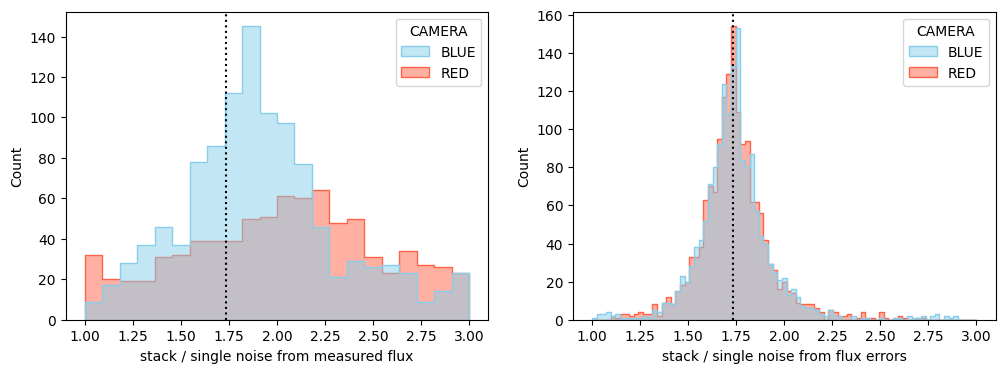 CAMERA
BLUE
RED
Count
140
120
100
80
60
40
20
0
1.00 1.25 1.50 1.75 2.00 2.25 2.50 2.75 3.00
stack / single noise from measured flux
CAMERA
BLUE
RED
Count
160
140
120
100
80
60
40
20
0
1.00 1.25 1.50 1.75 2.00 2.25 2.50 2.75 3.00
stack / single noise from flux errors